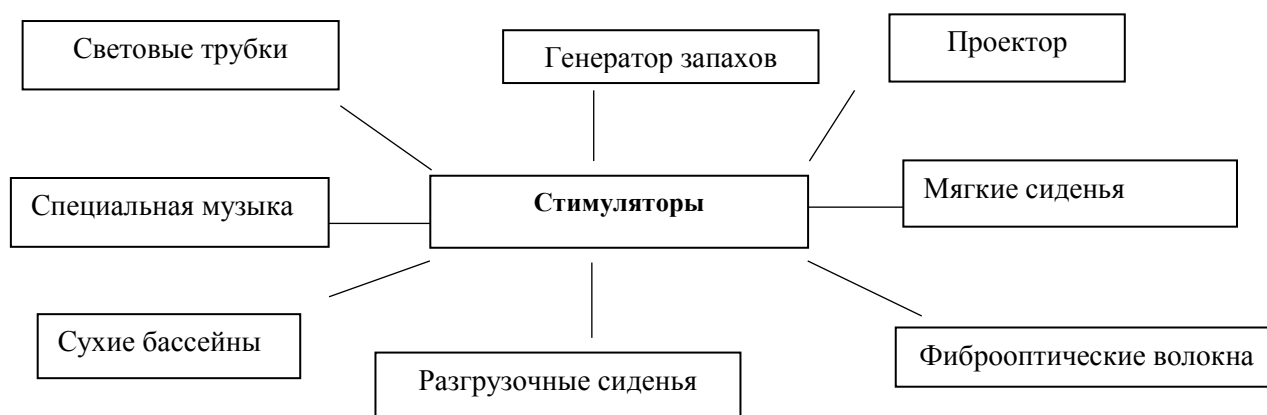 Световые трубки
Генератор запахов
Проектор
Специальная музыка
Стимуляторы
Мягкие сиденья
Сухие бассейны
Разгрузочные сиденья
Фиброоптические волокна